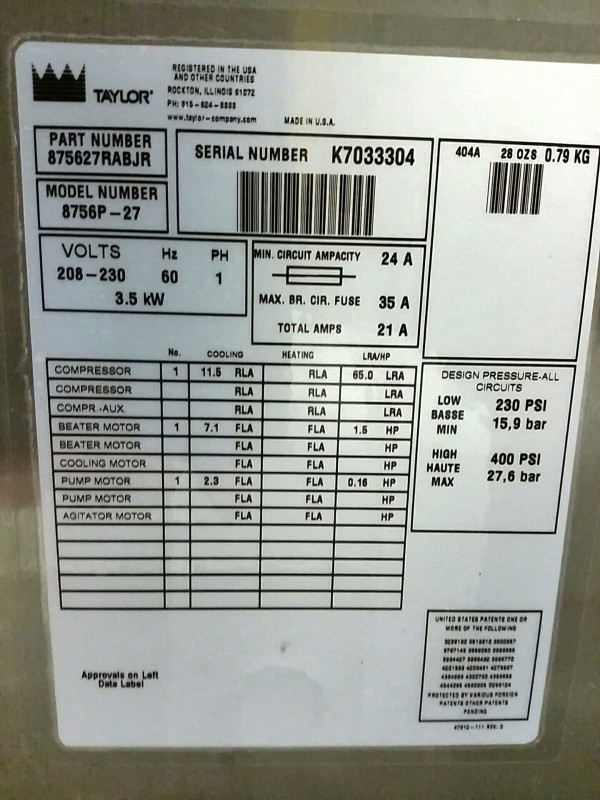 TAYLOR®
REGISTERED IN THE USA
AND OTHER COUNTRIES
ROCKTON, ILLINOIS 61072
www.taylor-company.com
MADE IN U.S.A.
PART NUMBER
875627RABJR
MODEL NUMBER
8756P-27
SERIAL NUMBER K7033304
404A 28 OZS 0.79 KG
VOLTS Hz PH
208-230 60 1
3.5 kW
MIN. CIRCUIT AMPACITY 24 A
MAX. BR. CIR. FUSE 35 A
TOTAL AMPS 21 A
No. COOLING HEATING LRA/HP
COMPRESSOR 1 11.5 RLA RLA 65.0 LRA
COMPRESSOR RLA RLA LRA
COMPR.-AUX. RLA RLA LRA
BEATER MOTOR 1 7.1 FLA FLA 1.5 HP
BEATER MOTOR FLA FLA HP
COOLING MOTOR FLA FLA HP
PUMP MOTOR 1 2.3 FLA FLA 0.16 HP
PUMP MOTOR FLA FLA HP
AGITATOR MOTOR FLA FLA HP
DESIGN PRESSURE-ALL
CIRCUITS
LOW
BASSE
MIN
230 PSI
15,9 bar
HIGH
HAUTE
MAX
400 PSI
27,6 bar
Approvals on Left
Data Label
UNITED STATES PATENTS ONE OR
MORE OF THE FOLLOWING
PROTECTED BY VARIOUS FOREIGN
PATENTS OTHER PATENTS
PENDING